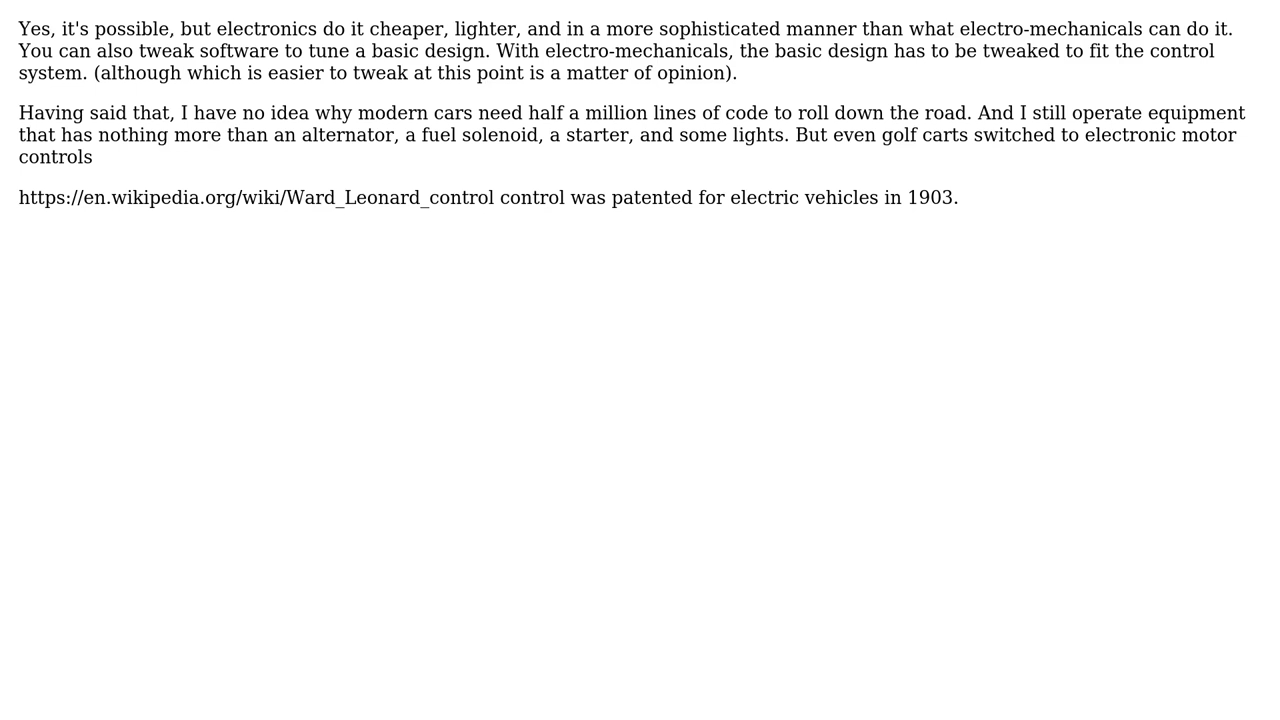 Yes, it's possible, but electronics do it cheaper, lighter, and in a more sophisticated manner than what electro-mechanicals can do it.
You can also tweak software to tune a basic design. With electro-mechanicals, the basic design has to be tweaked to fit the control
system. (although which is easier to tweak at this point is a matter of opinion).
Having said that, I have no idea why modern cars need half a million lines of code to roll down the road. And I still operate equipment
that has nothing more than an alternator, a fuel solenoid, a starter, and some lights. But even golf carts switched to electronic motor
controls
https://en.wikipedia.org/wiki/Ward_Leonard_control control was patented for electric vehicles in 1903.